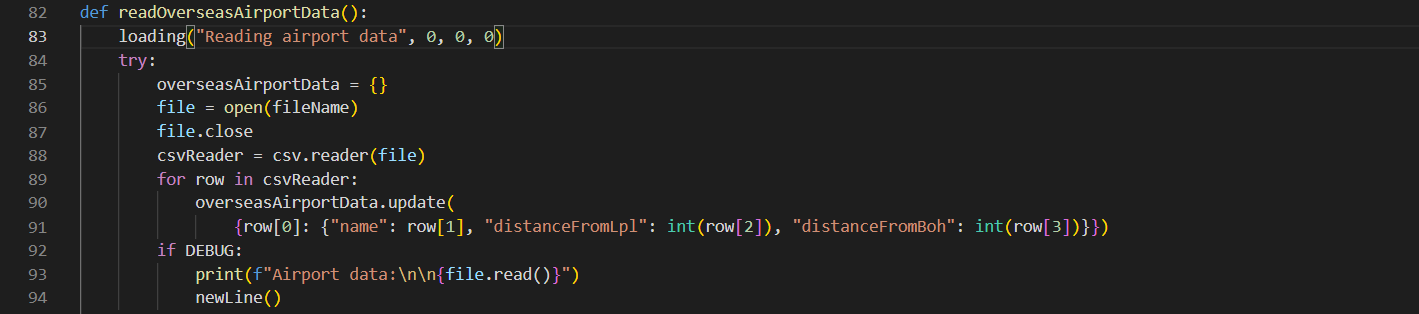 82 def readOverseasAirportData():
83     loading("Reading airport data", 0, 0, 0)
84     try:
85         overseasAirportData = {}
86         file = open(fileName)
87         file.close
88         csvReader = csv.reader(file)
89         for row in csvReader:
90             overseasAirportData.update(
91                 {row[0]: {"name": row[1], "distanceFromLpl": int(row[2]), "distanceFromBoh": int(row[3])}})
92         if DEBUG:
93             print(f"Airport data:\n\n{file.read()}")
94             newLine()